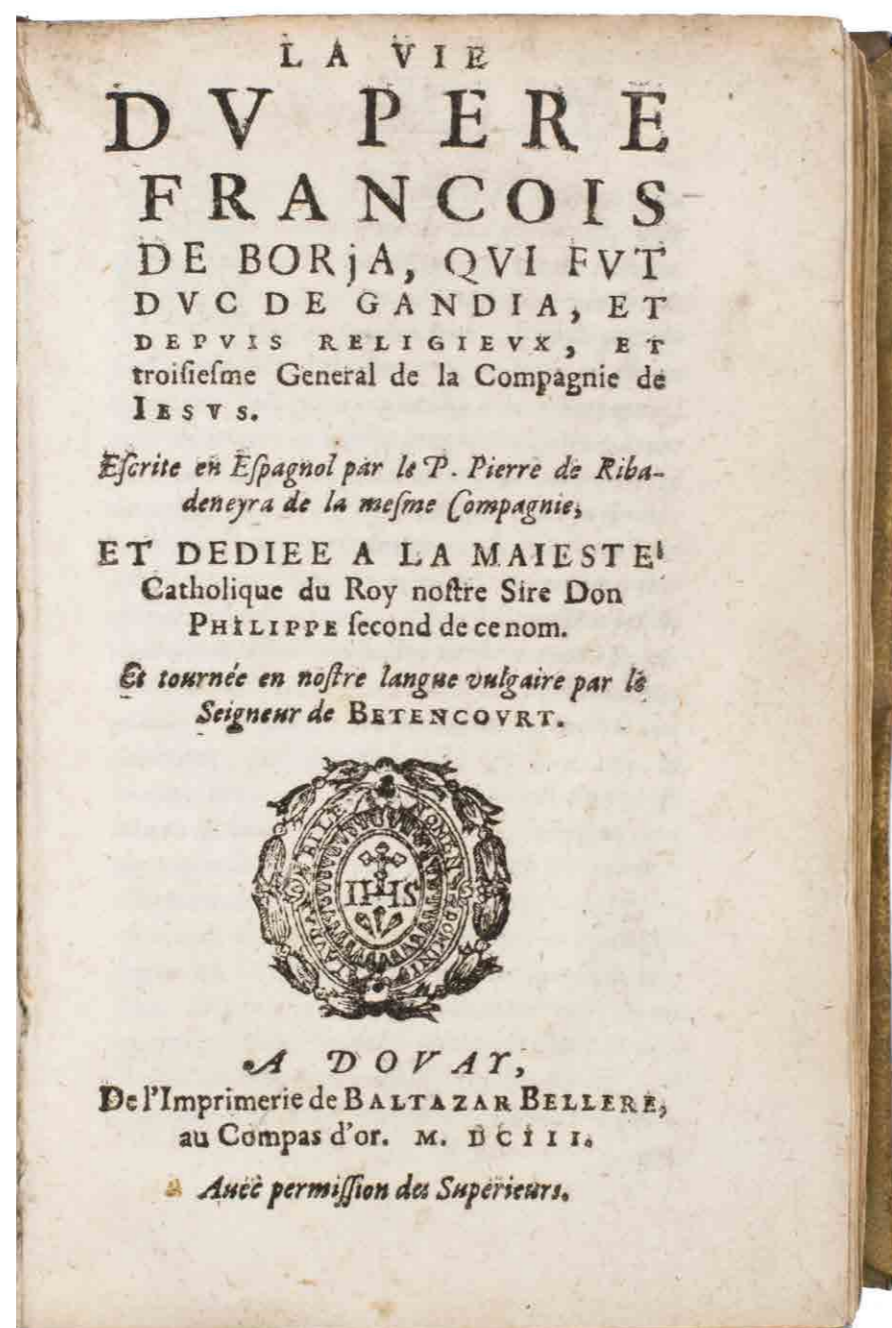 LA VIE
DV PERE
FRANCOIS
DE BORjA, QVI FVT
DVC DE GANDIA, ET
DEPVIS RELIGIEVX, ET
troiſieſme General de la Compagnie de
IESVS.
Eſcrite en Eſpagnol par le P. Pierre de Riba-
deneyra de la meſme Compagnie,
ET DEDIEE A LA MAIESTE'
Catholique du Roy noſtre Sire Don
PHILIPPE ſecond de ce nom.
Et tournée en noſtre langue vulgaire par le
Seigneur de BETENCOVRT.
LAVDABILE NOMEN DOMINI
IHS
A DOVAY,
De l'Imprimerie de BALTAZAR BELLERE,
au Compas d'or. M. DCIII.
Auec permiſſion des Superieurs.